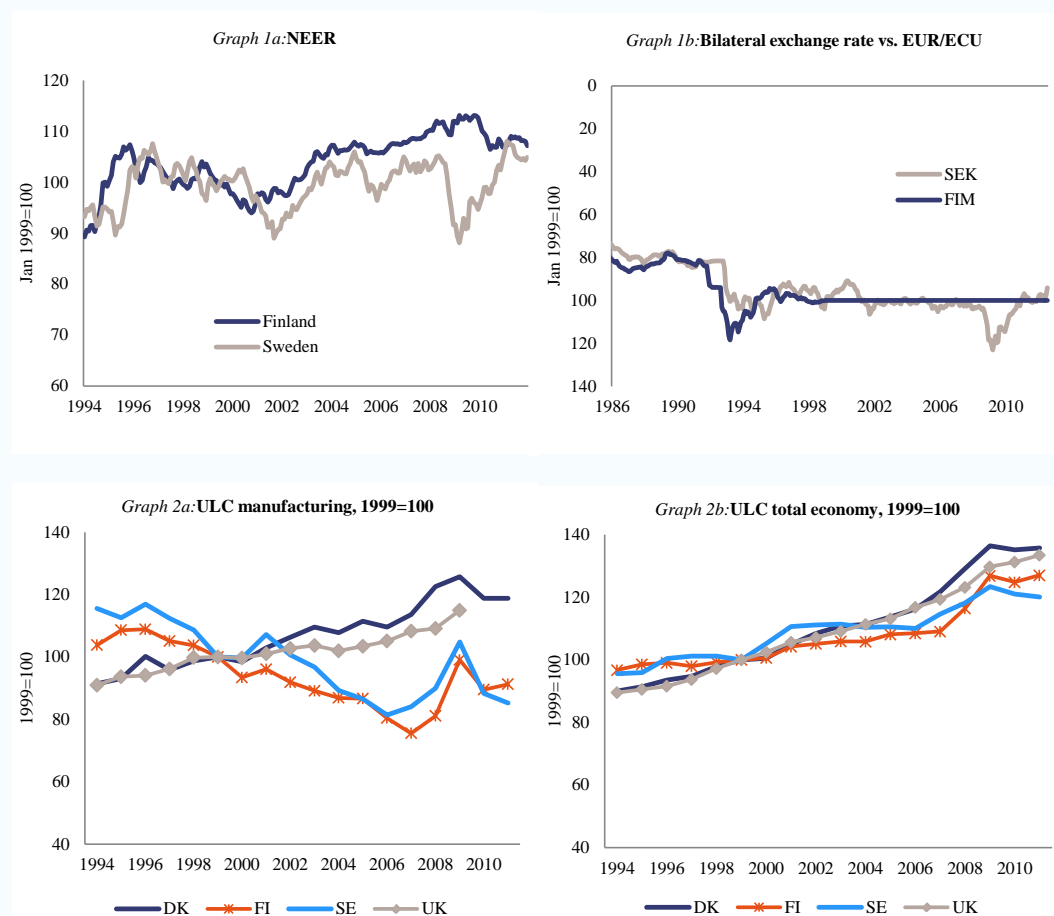 Graph 1a:NEER
Jan 1999=100
120
110
100
90
80
70
60
Finland
Sweden
1994 1996 1998 2000 2002 2004 2006 2008 2010
Graph 1b:Bilateral exchange rate vs. EUR/ECU
Jan 1999=100
0
20
40
60
80
100
120
140
SEK
FIM
1986 1990 1994 1998 2002 2006 2010
Graph 2a:ULC manufacturing, 1999=100
1999=100
140
120
100
80
60
40
1994 1996 1998 2000 2002 2004 2006 2008 2010
DK FI SE UK
Graph 2b:ULC total economy, 1999=100
1999=100
140
120
100
80
60
40
1994 1996 1998 2000 2002 2004 2006 2008 2010
DK FI SE UK